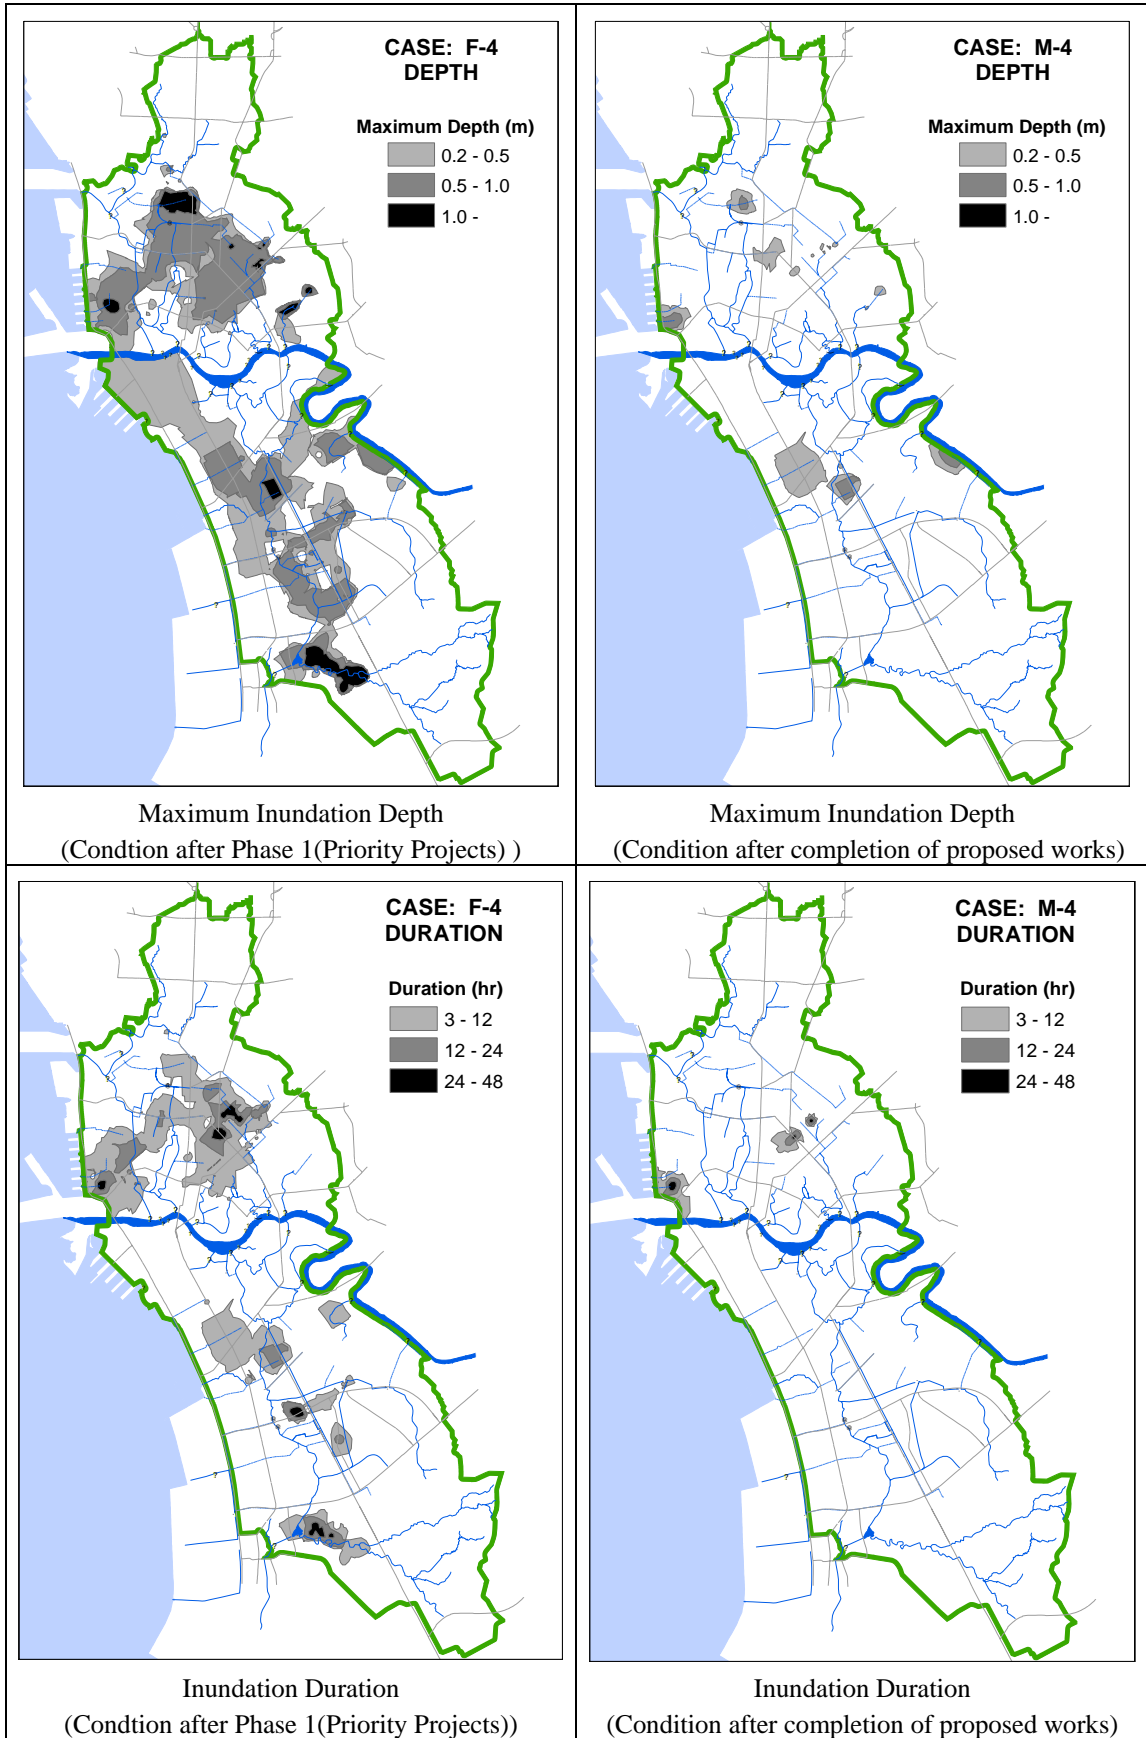 CASE: F-4
DEPTH
Maximum Depth (m)
0.2 - 0.5
0.5 - 1.0
1.0 -
Maximum Inundation Depth
(Condtion after Phase 1(Priority Projects) )
CASE: M-4
DEPTH
Maximum Depth (m)
0.2 - 0.5
0.5 - 1.0
1.0 -
Maximum Inundation Depth
(Condition after completion of proposed works)
CASE: F-4
DURATION
Duration (hr)
3 - 12
12 - 24
24 - 48
Inundation Duration
(Condtion after Phase 1(Priority Projects))
CASE: M-4
DURATION
Duration (hr)
3 - 12
12 - 24
24 - 48
Inundation Duration
(Condition after completion of proposed works)